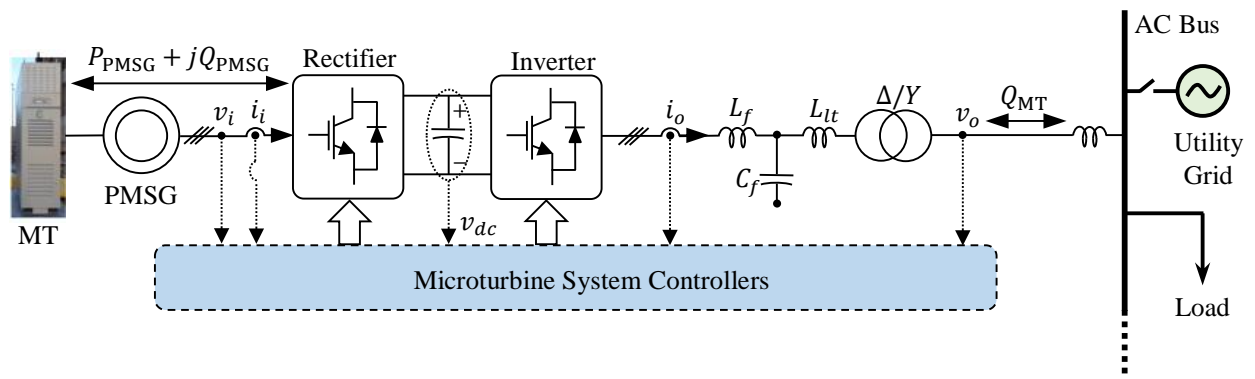 P_PMSG + jQ_PMSG
Rectifier
Inverter
AC Bus
v_i
i_i
+
−
i_o
L_f
L_lt
Δ/Y
v_o
Q_MT
Utility
Grid
PMSG
C_f
MT
v_dc
Microturbine System Controllers
Load